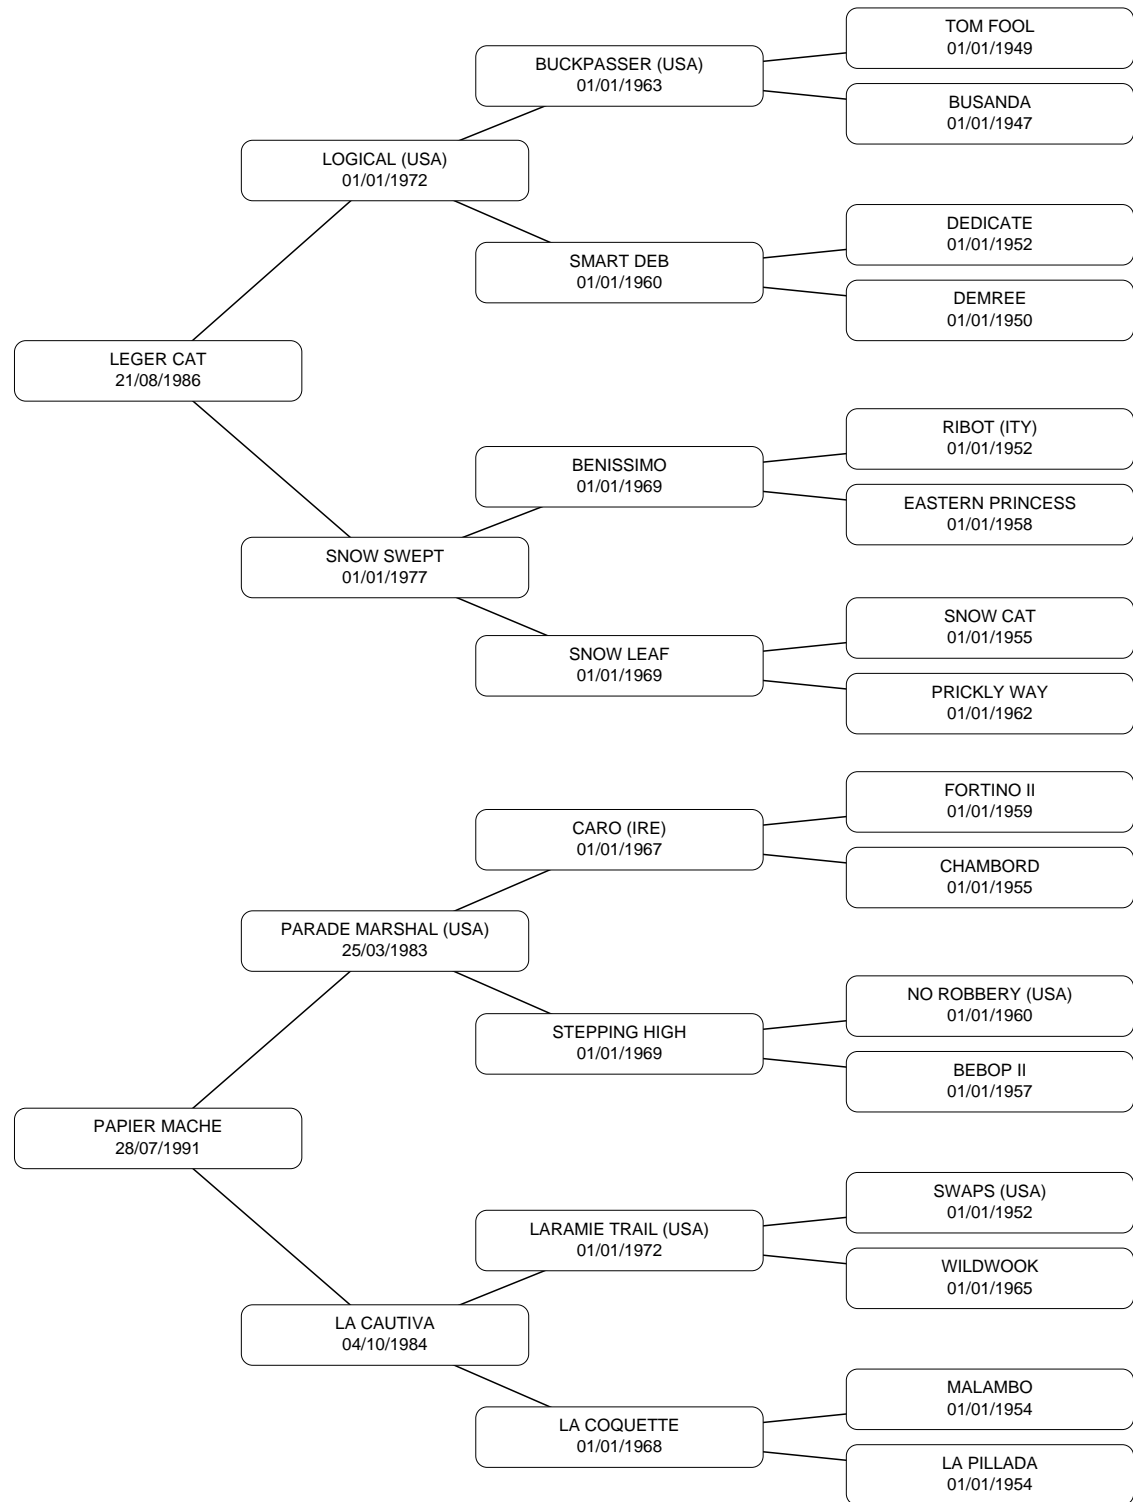 TOM FOOL
01/01/1949
BUCKPASSER (USA)
01/01/1963
BUSANDA
01/01/1947
LOGICAL (USA)
01/01/1972
DEDICATE
01/01/1952
SMART DEB
01/01/1960
DEMREE
01/01/1950
LEGER CAT
21/08/1986
RIBOT (ITY)
01/01/1952
BENISSIMO
01/01/1969
EASTERN PRINCESS
01/01/1958
SNOW SWEPT
01/01/1977
SNOW CAT
01/01/1955
SNOW LEAF
01/01/1969
PRICKLY WAY
01/01/1962
FORTINO II
01/01/1959
CARO (IRE)
01/01/1967
CHAMBORD
01/01/1955
PARADE MARSHAL (USA)
25/03/1983
NO ROBBERY (USA)
01/01/1960
STEPPING HIGH
01/01/1969
BEBOP II
01/01/1957
PAPIER MACHE
28/07/1991
SWAPS (USA)
01/01/1952
LARAMIE TRAIL (USA)
01/01/1972
WILDWOOK
01/01/1965
LA CAUTIVA
04/10/1984
MALAMBO
01/01/1954
LA COQUETTE
01/01/1968
LA PILLADA
01/01/1954